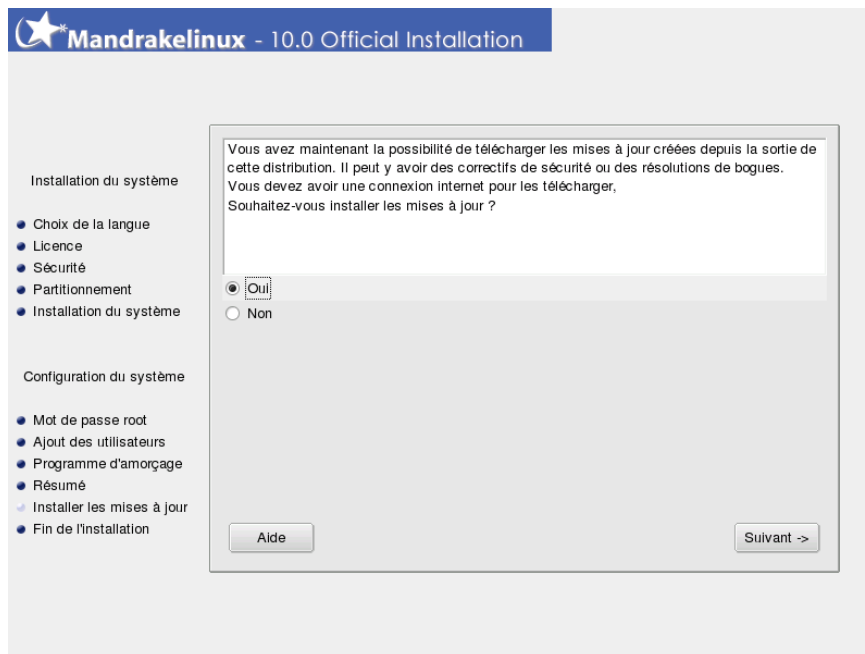 Mandrakelinux - 10.0 Official Installation
Installation du système
Choix de la langue
Licence
Sécurité
Partitionnement
Installation du système
Configuration du système
Mot de passe root
Ajout des utilisateurs
Programme d'amorçage
Résumé
Installer les mises à jour
Fin de l'installation
Vous avez maintenant la possibilité de télécharger les mises à jour créées depuis la sortie de
cette distribution. Il peut y avoir des correctifs de sécurité ou des résolutions de bogues.
Vous devez avoir une connexion internet pour les télécharger,
Souhaitez-vous installer les mises à jour ?
Oui
Non
Aide
Suivant ->